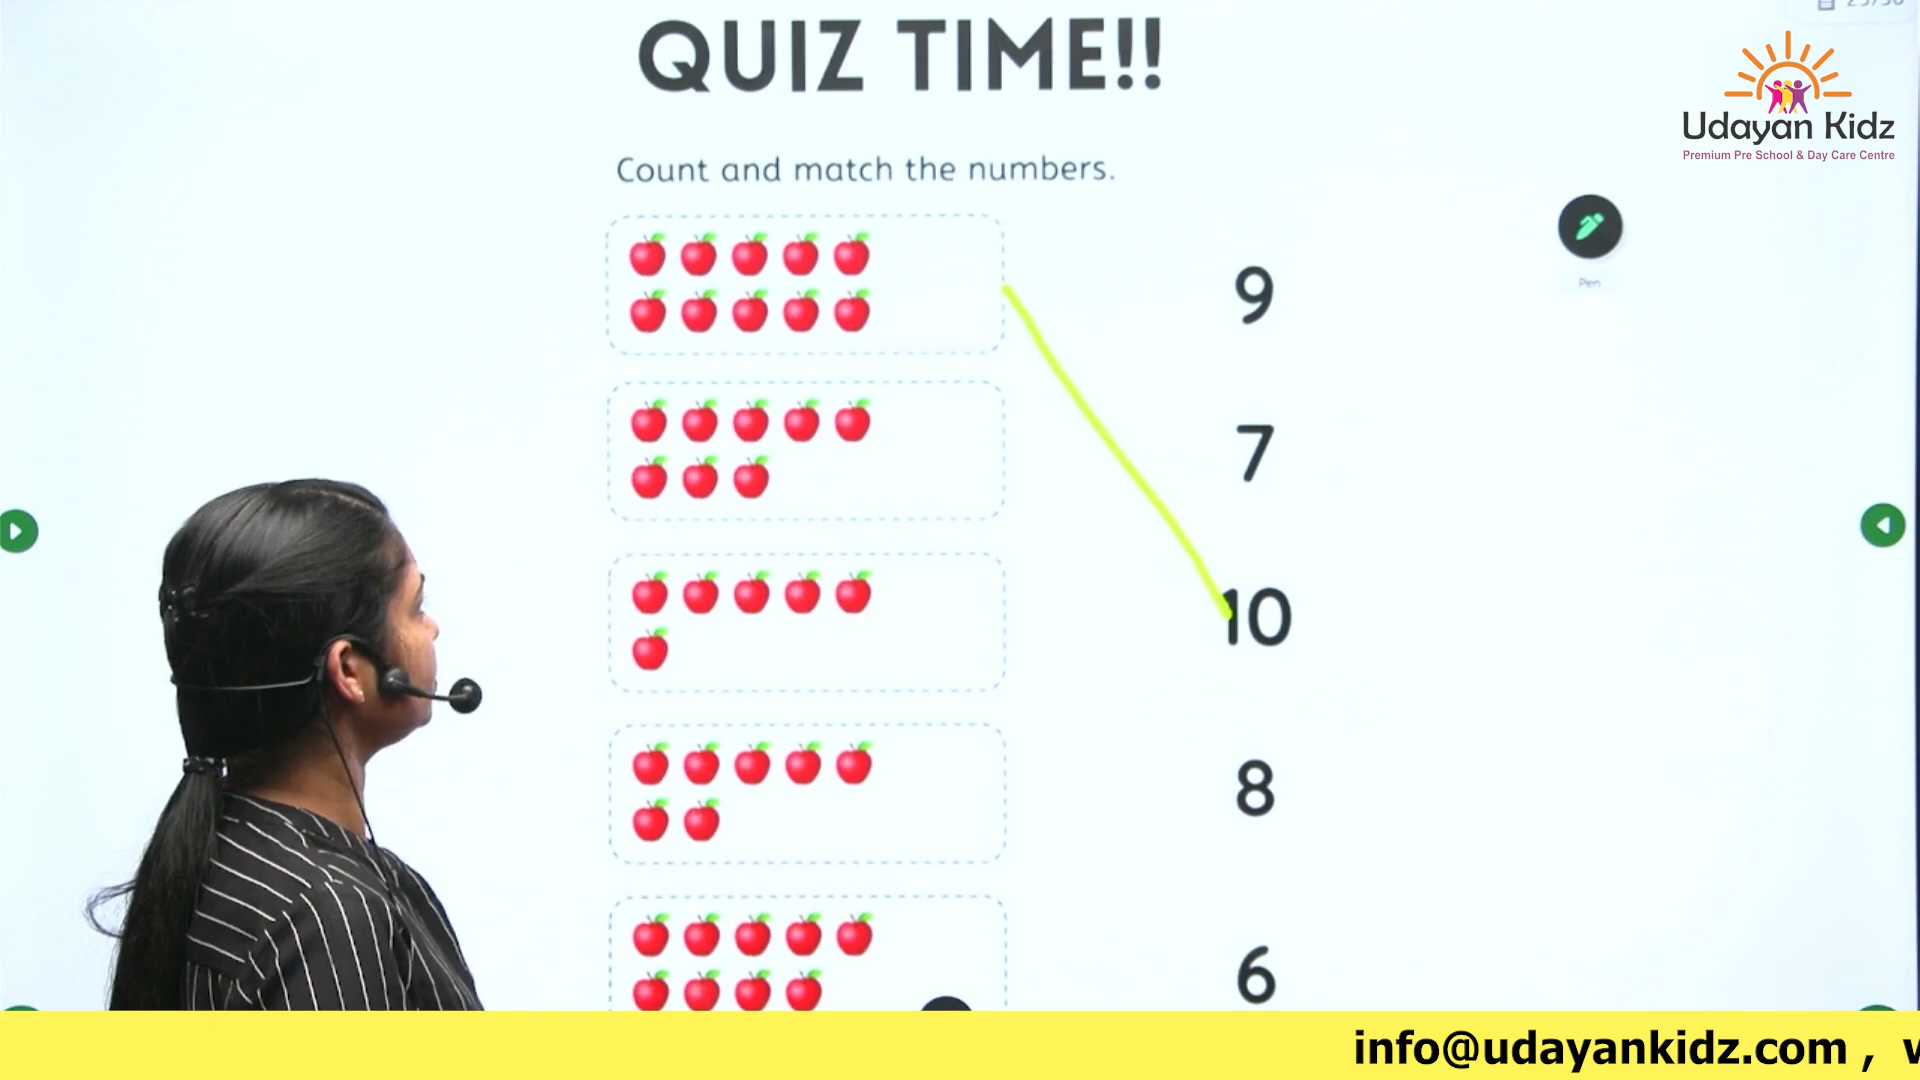 QUIZ TIME!!
Udayan Kidz
Premium Pre School & Day Care Centre
Count and match the numbers.
Pen
9
7
10
8
6
info@udayankidz.com ,